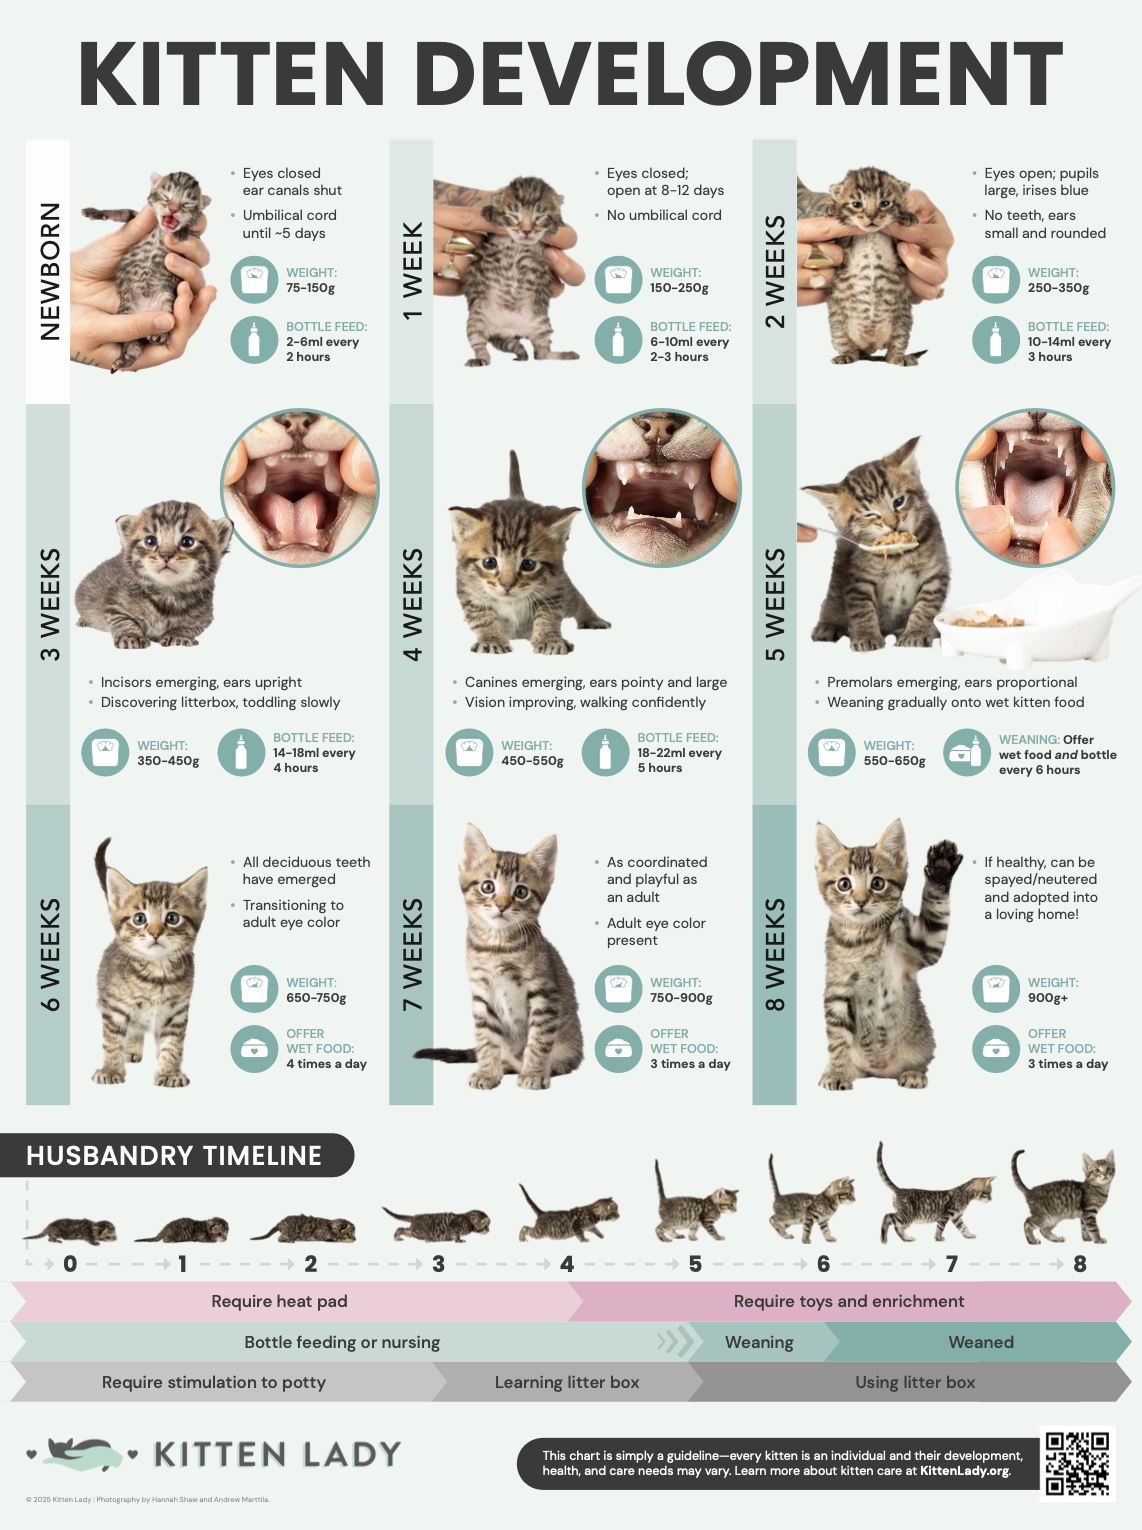 KITTEN DEVELOPMENT
NEWBORN
• Eyes closed
ear canals shut
• Umbilical cord
until ~5 days
WEIGHT:
75-150g
BOTTLE FEED:
2-6ml every
2 hours
1 WEEK
• Eyes closed;
open at 8-12 days
• No umbilical cord
WEIGHT:
150-250g
BOTTLE FEED:
6-10ml every
2-3 hours
2 WEEKS
• Eyes open; pupils
large, irises blue
• No teeth, ears
small and rounded
WEIGHT:
250-350g
BOTTLE FEED:
10-14ml every
3 hours
3 WEEKS
• Incisors emerging, ears upright
• Discovering litterbox, toddling slowly
WEIGHT:
350-450g
BOTTLE FEED:
14-18ml every
4 hours
4 WEEKS
• Canines emerging, ears pointy and large
• Vision improving, walking confidently
WEIGHT:
450-550g
BOTTLE FEED:
18-22ml every
5 hours
5 WEEKS
• Premolars emerging, ears proportional
• Weaning gradually onto wet kitten food
WEIGHT:
550-650g
WEANING: Offer
wet food and bottle
every 6 hours
6 WEEKS
• All deciduous teeth
have emerged
• Transitioning to
adult eye color
WEIGHT:
650-750g
OFFER
WET FOOD:
4 times a day
7 WEEKS
• As coordinated
and playful as
an adult
• Adult eye color
present
WEIGHT:
750-900g
OFFER
WET FOOD:
3 times a day
8 WEEKS
• If healthy, can be
spayed/neutered
and adopted into
a loving home!
WEIGHT:
900g+
OFFER
WET FOOD:
3 times a day
HUSBANDRY TIMELINE
0 1 2 3 4 5 6 7 8
Require heat pad Require toys and enrichment
Bottle feeding or nursing Weaning Weaned
Require stimulation to potty Learning litter box Using litter box
KITTEN LADY
This chart is simply a guideline—every kitten is an individual and their development,
health, and care needs may vary. Learn more about kitten care at KittenLady.org.
© 2025 Kitten Lady | Photography by Hannah Shaw and Andrew Marttila.